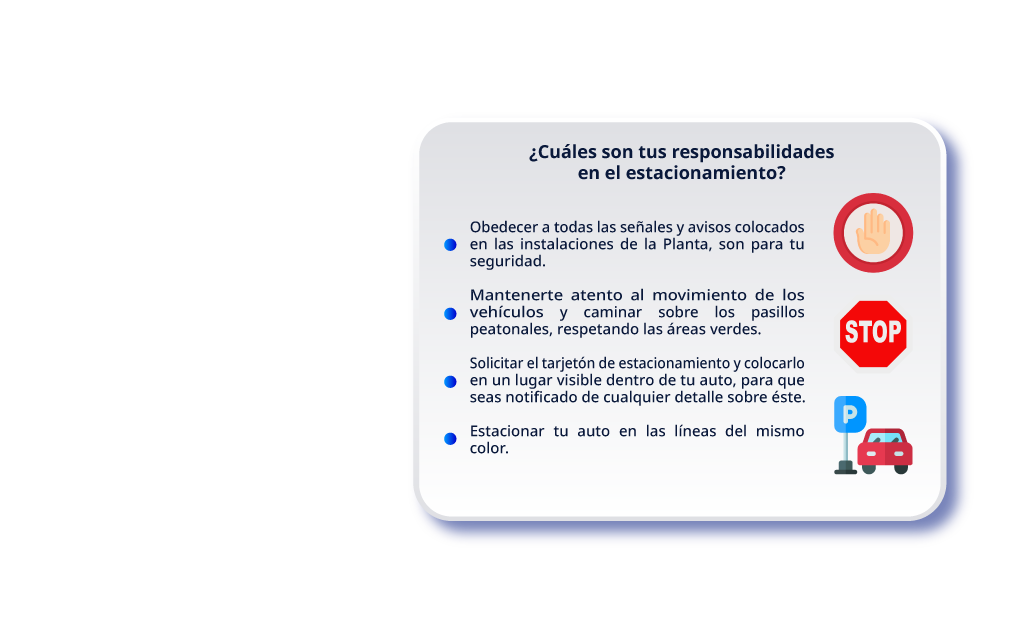 ¿Cuáles son tus responsabilidades
en el estacionamiento?
Obedecer a todas las señales y avisos colocados
en las instalaciones de la Planta, son para tu
seguridad.
Mantenerte atento al movimiento de los
vehículos y caminar sobre los pasillos
peatonales, respetando las áreas verdes.
STOP
Solicitar el tarjetón de estacionamiento y colocarlo
en un lugar visible dentro de tu auto, para que
seas notificado de cualquier detalle sobre éste.
P
Estacionar tu auto en las líneas del mismo
color.